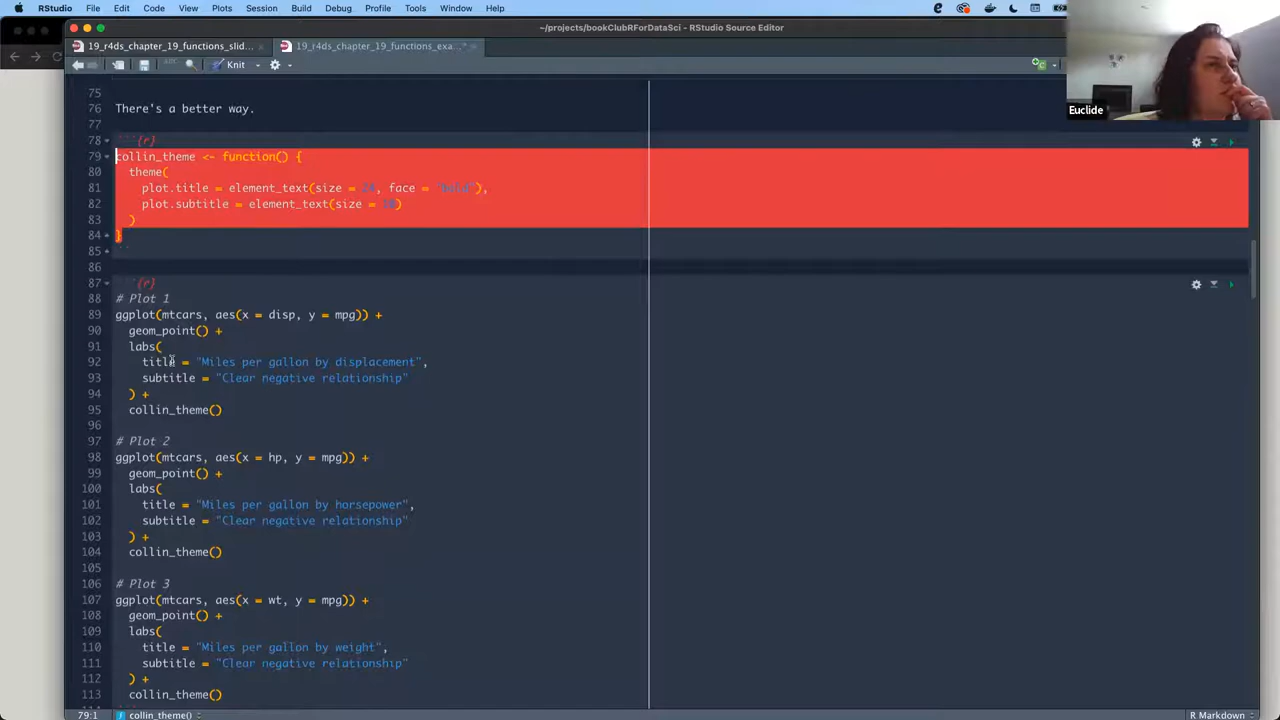 RStudio File Edit Code View Plots Session Build Debug Profile Tools Window Help
~/projects/bookClubRForDataSci - RStudio Source Editor
19_r4ds_chapter_19_functions_slid... 19_r4ds_chapter_19_functions_exa...*
ABC Knit
Euclide
75
76 There's a better way.
77
78 ```{r}
79 collin_theme <- function() {
80 theme(
81 plot.title = element_text(size = , face = "bold"),
82 plot.subtitle = element_text(size = )
83 )
84 }
85 ```
86
87 ```{r}
88 # Plot 1
89 ggplot(mtcars, aes(x = disp, y = mpg)) +
90 geom_point() +
91 labs(
92 title = "Miles per gallon by displacement",
93 subtitle = "Clear negative relationship"
94 ) +
95 collin_theme()
96
97 # Plot 2
98 ggplot(mtcars, aes(x = hp, y = mpg)) +
99 geom_point() +
100 labs(
101 title = "Miles per gallon by horsepower",
102 subtitle = "Clear negative relationship"
103 ) +
104 collin_theme()
105
106 # Plot 3
107 ggplot(mtcars, aes(x = wt, y = mpg)) +
108 geom_point() +
109 labs(
110 title = "Miles per gallon by weight",
111 subtitle = "Clear negative relationship"
112 ) +
113 collin_theme()
79:1 collin_theme() R Markdown